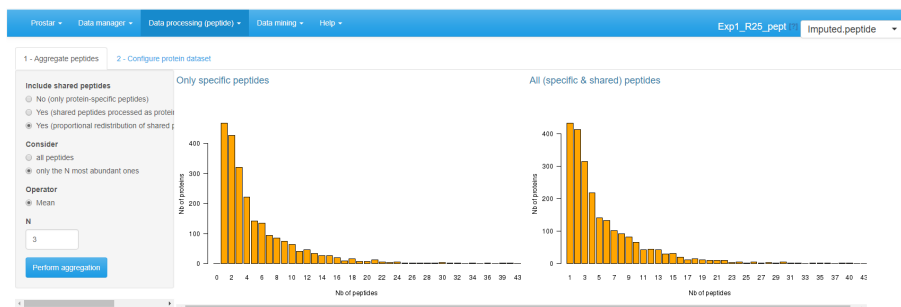 Prostar Data manager Data processing (peptide) Data mining Help Exp1_R25_pept Imputed.peptide
1 - Aggregate peptides 2 - Configure protein dataset
Include shared peptides
No (only protein-specific peptides)
Yes (shared peptides processed as protein
Yes (proportional redistribution of shared p
Consider
all peptides
only the N most abundant ones
Operator
Mean
N
3
Perform aggregation
Only specific peptides
Nb of proteins
400
300
200
100
0
0 2 4 6 8 10 12 14 16 18 20 22 24 26 28 30 32 34 36 39 43
Nb of peptides
All (specific & shared) peptides
Nb of proteins
400
300
200
100
0
1 3 5 7 9 11 13 15 17 19 21 23 25 27 29 31 33 35 37 40 43
Nb of peptides